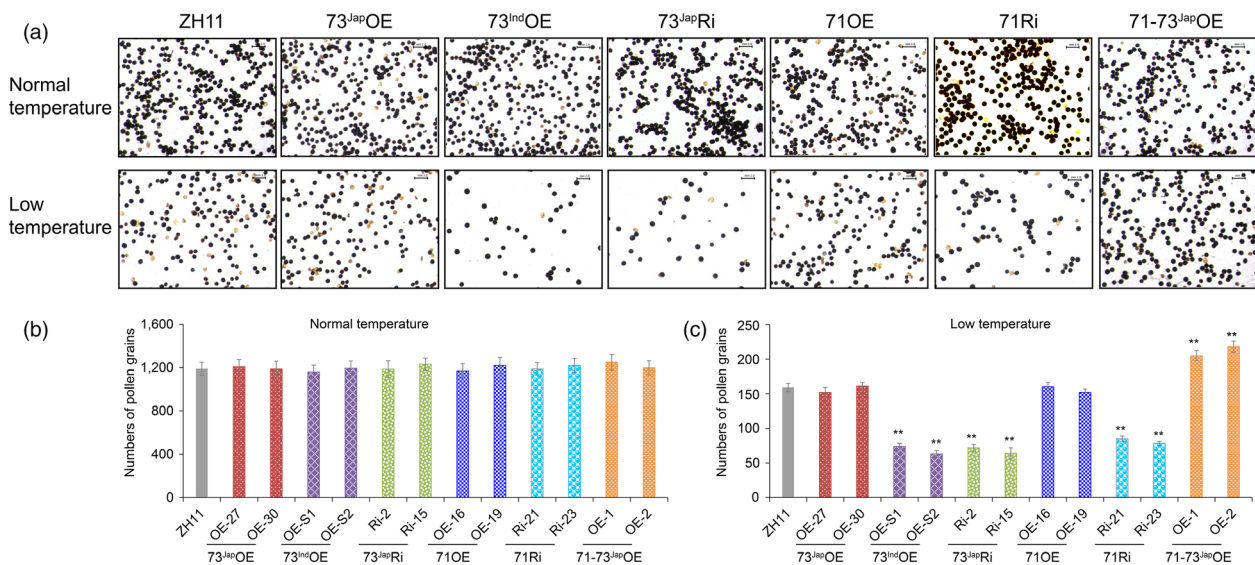 (a)
ZH11 73ᴶᵃᵖOE 73ᴵⁿᵈOE 73ᴶᵃᵖRi 71OE 71Ri 71-73ᴶᵃᵖOE
Normal
temperature
Low
temperature
(b)
Normal temperature
Numbers of pollen grains
1,600
1,200
800
400
0
ZH11 OE-27 OE-30 OE-S1 OE-S2 Ri-2 Ri-15 OE-16 OE-19 Ri-21 Ri-23 OE-1 OE-2
73ᴶᵃᵖOE 73ᴵⁿᵈOE 73ᴶᵃᵖRi 71OE 71Ri 71-73ᴶᵃᵖOE
(c)
Low temperature
Numbers of pollen grains
250
200
150
100
50
0
** ** ** ** ** ** ** **
ZH11 OE-27 OE-30 OE-S1 OE-S2 Ri-2 Ri-15 OE-16 OE-19 Ri-21 Ri-23 OE-1 OE-2
73ᴶᵃᵖOE 73ᴵⁿᵈOE 73ᴶᵃᵖRi 71OE 71Ri 71-73ᴶᵃᵖOE